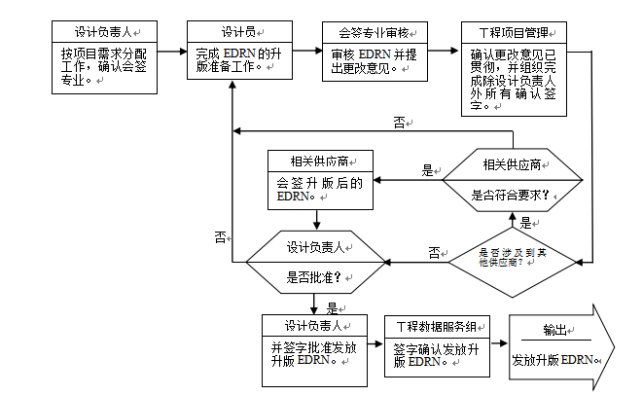 设计负责人
按项目需求分配
工作，确认会签
专业。
设计员
完成 EDRN 的升
版准备工作。
会签专业审核
审核 EDRN 并提
出更改意见。
工程项目管理
确认更改意见已
贯彻，并组织完
成除设计负责人
外所有确认签
字。
否
相关供应商
会签升版后的
EDRN。
是
相关供应商
是否符合要求？
是
否
设计负责人
是否批准？
否
是否涉及到其
他供应商？
是
设计负责人
并签字批准发放
升版 EDRN。
工程数据服务组
签字确认发放升
版 EDRN。
输出
发放升版 EDRN。